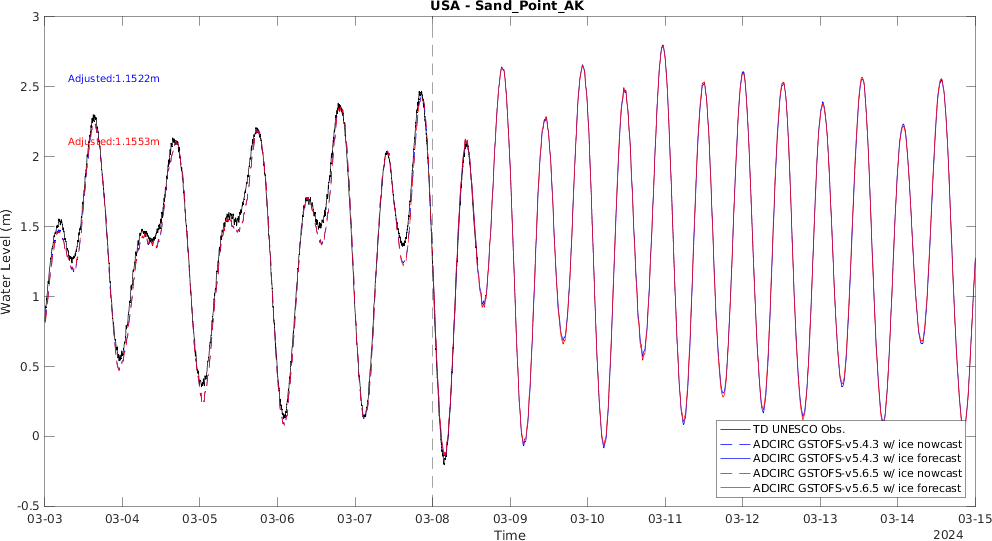 USA - Sand_Point_AK
3
2.5
2
1.5
1
0.5
0
-0.5
Water Level (m)
Adjusted:1.1522m
Adjusted:1.1553m
TD UNESCO Obs.
ADCIRC GSTOFS-v5.4.3 w/ ice nowcast
ADCIRC GSTOFS-v5.4.3 w/ ice forecast
ADCIRC GSTOFS-v5.6.5 w/ ice nowcast
ADCIRC GSTOFS-v5.6.5 w/ ice forecast
03-03 03-04 03-05 03-06 03-07 03-08 03-09 03-10 03-11 03-12 03-13 03-14 03-15
Time
2024